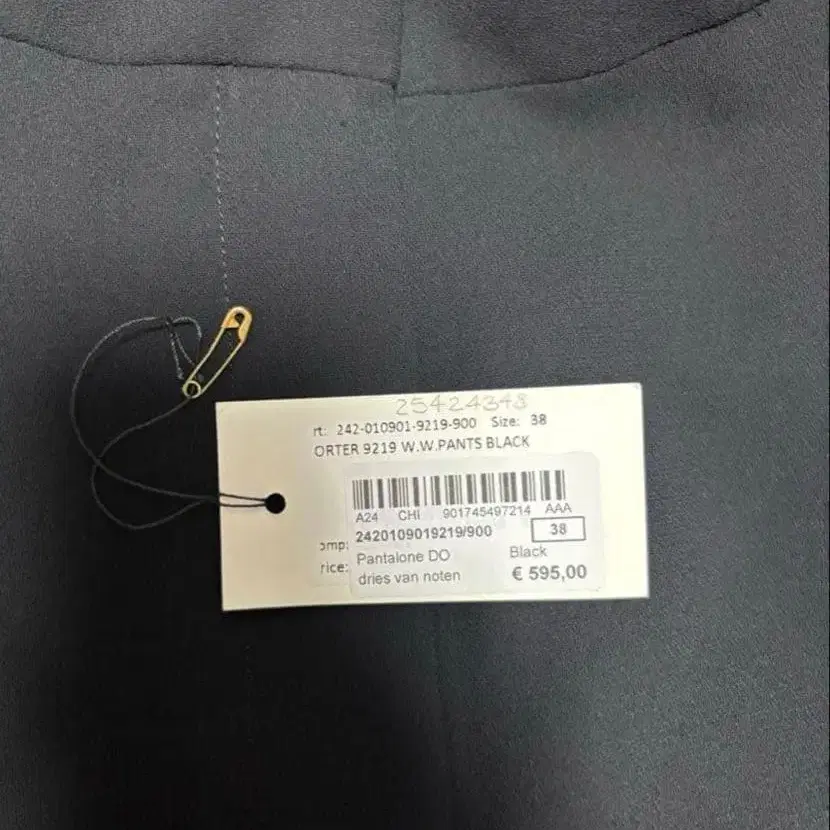 25424348
rt: 242-010901-9219-900 Size: 38
ORTER 9219 W.W.PANTS BLACK
A24 CHI 901745497214 AAA
omp: 2420109019219/900 38
Pantalone DO Black
rice: dries van noten € 595,00